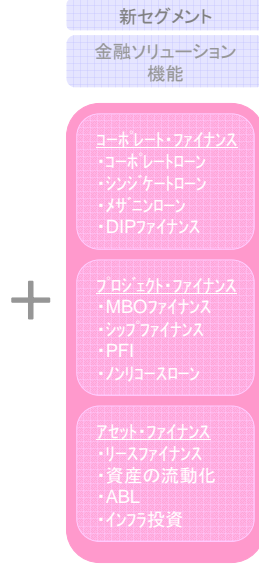 新セグメント
金融ソリューション
機能
コーポレート・ファイナンス
・コーポレートローン
・シンジケートローン
・メザニンローン
・DIPファイナンス
+
プロジェクト・ファイナンス
・MBOファイナンス
・シップファイナンス
・PFI
・ノンリコースローン
アセット・ファイナンス
・リースファイナンス
・資産の流動化
・ABL
・インフラ投資